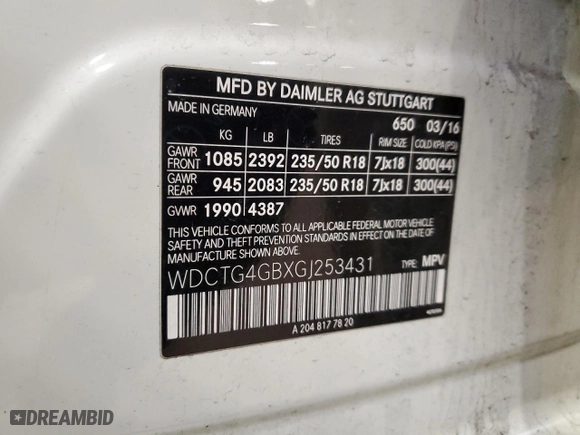 MFD BY DAIMLER AG STUTTGART
MADE IN GERMANY 650 03/16
KG LB TIRES RIM SIZE COLD KPA (PSI)
GAWR FRONT 1085 2392 235/50 R18 7Jx18 300(44)
GAWR REAR 945 2083 235/50 R18 7Jx18 300(44)
GVWR 1990 4387
THIS VEHICLE CONFORMS TO ALL APPLICABLE FEDERAL MOTOR VEHICLE
SAFETY AND THEFT PREVENTION STANDARDS IN EFFECT ON THE DATE OF
MANUFACTURE SHOWN ABOVE.
WDCTG4GBXGJ253431 TYPE: MPV
A 204 817 78 20
DREAMBID